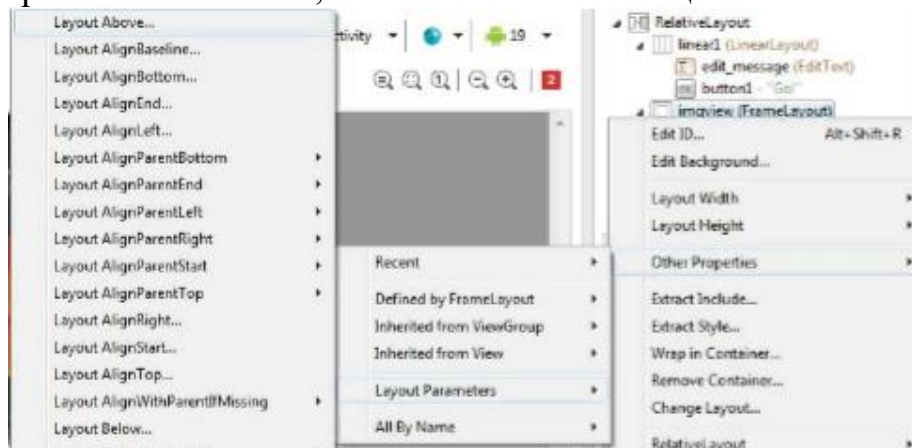 Layout Above...
Layout AlignBaseline...
Layout AlignBottom...
Layout AlignEnd...
Layout AlignLeft...
Layout AlignParentBottom
Layout AlignParentEnd
Layout AlignParentLeft
Layout AlignParentRight
Layout AlignParentStart
Layout AlignParentTop
Layout AlignRight...
Layout AlignStart...
Layout AlignTop...
Layout AlignWithParentIfMissing
Layout Below...
tivity
19
2
Recent
Defined by FrameLayout
Inherited from ViewGroup
Inherited from View
Layout Parameters
All By Name
RelativeLayout
linear1 (LinearLayout)
edit_message (EditText)
button1 - "Go!"
imgview (FrameLayout)
Edit ID... Alt+Shift+R
Edit Background...
Layout Width
Layout Height
Other Properties
Extract Include...
Extract Style...
Wrap in Container...
Remove Container...
Change Layout...
RelativeLayout